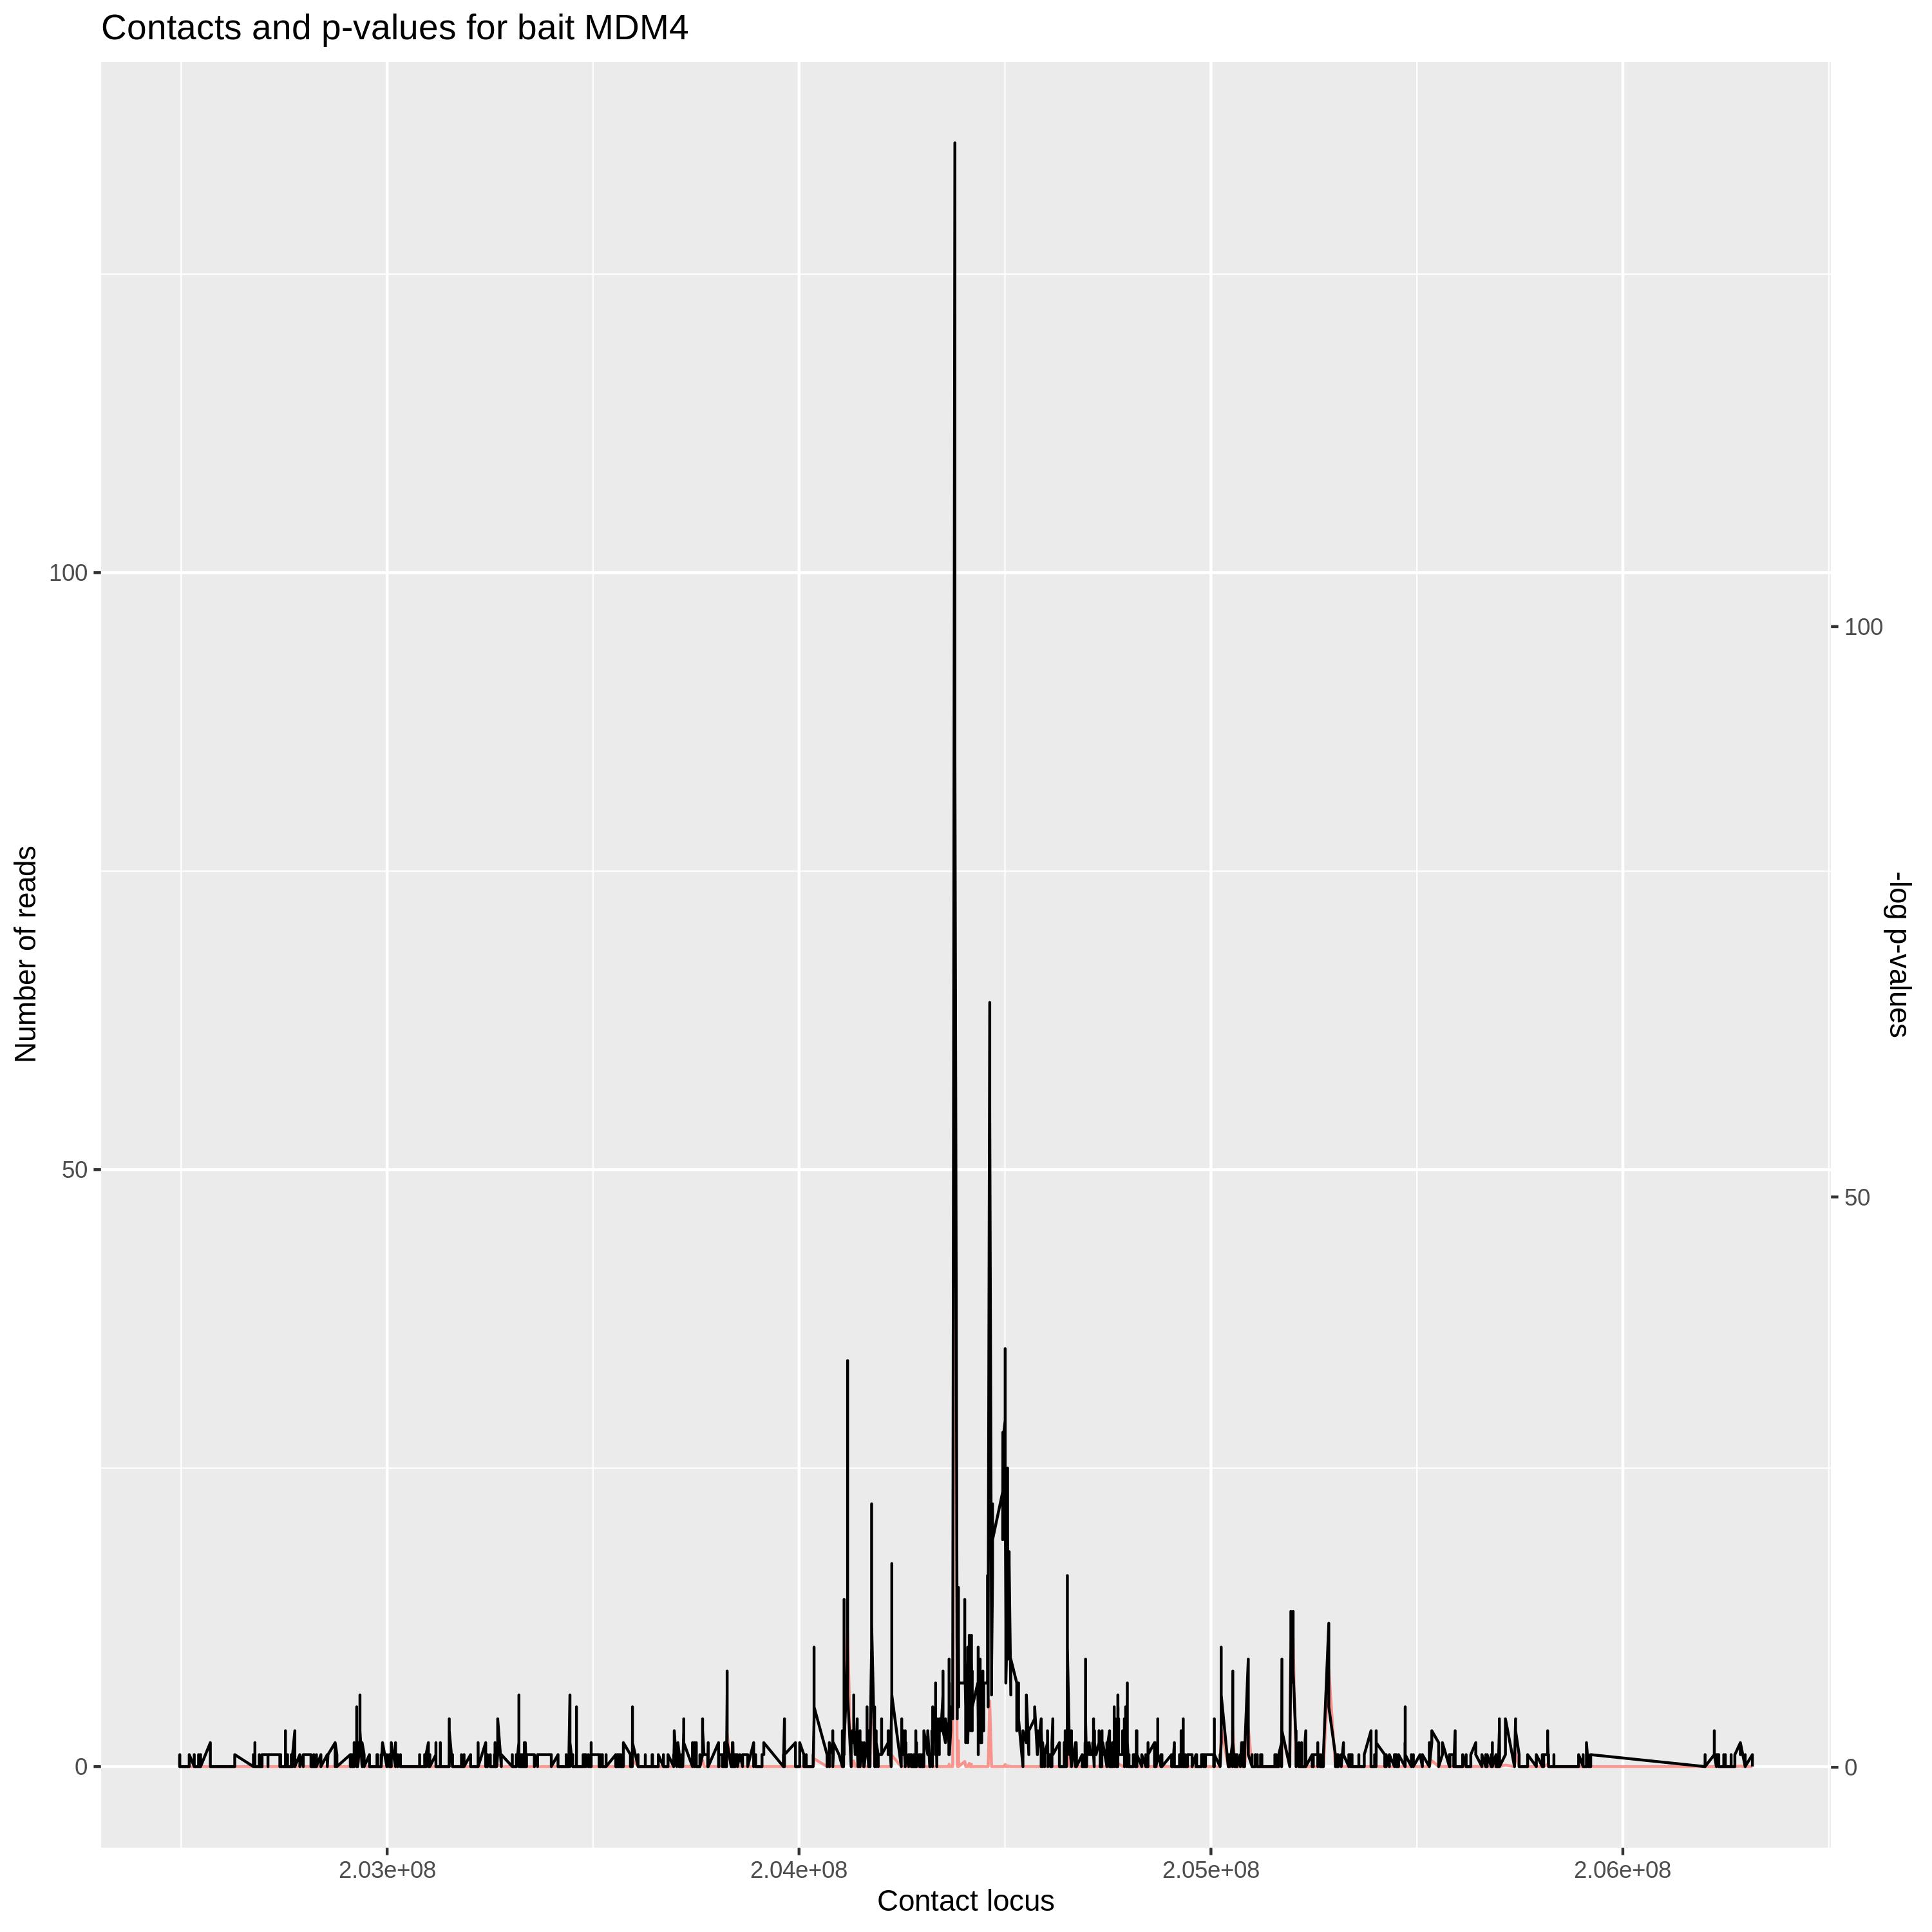 Contacts and p-values for bait MDM4
Number of reads
100
50
0
100
50
0
-log p-values
2.03e+08
2.04e+08
2.05e+08
2.06e+08
Contact locus